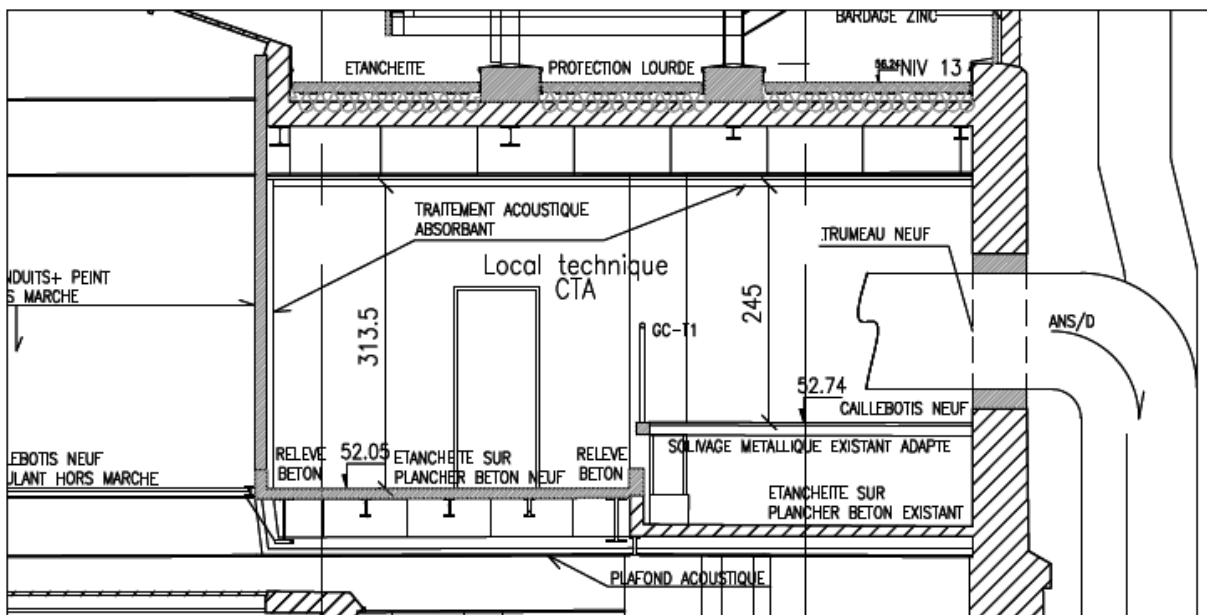 BARDAGE ZINC
ETANCHEITE
PROTECTION LOURDE
56.24 NIV 13
TRAITEMENT ACOUSTIQUE
ABSORBANT
TRUMEAU NEUF
Local technique
CTA
NDUITS+ PEINT
S MARCHE
313.5
245
GC-T1
ANS/D
52.74
CAILLEBOTIS NEUF
SOLIVAGE METALLIQUE EXISTANT ADAPTE
RELEVE
BETON
52.05
ETANCHEITE SUR
PLANCHER BETON NEUF
RELEVE
BETON
LEBOTIS NEUF
ULANT HORS MARCHE
ETANCHEITE SUR
PLANCHER BETON EXISTANT
PLAFOND ACOUSTIQUE